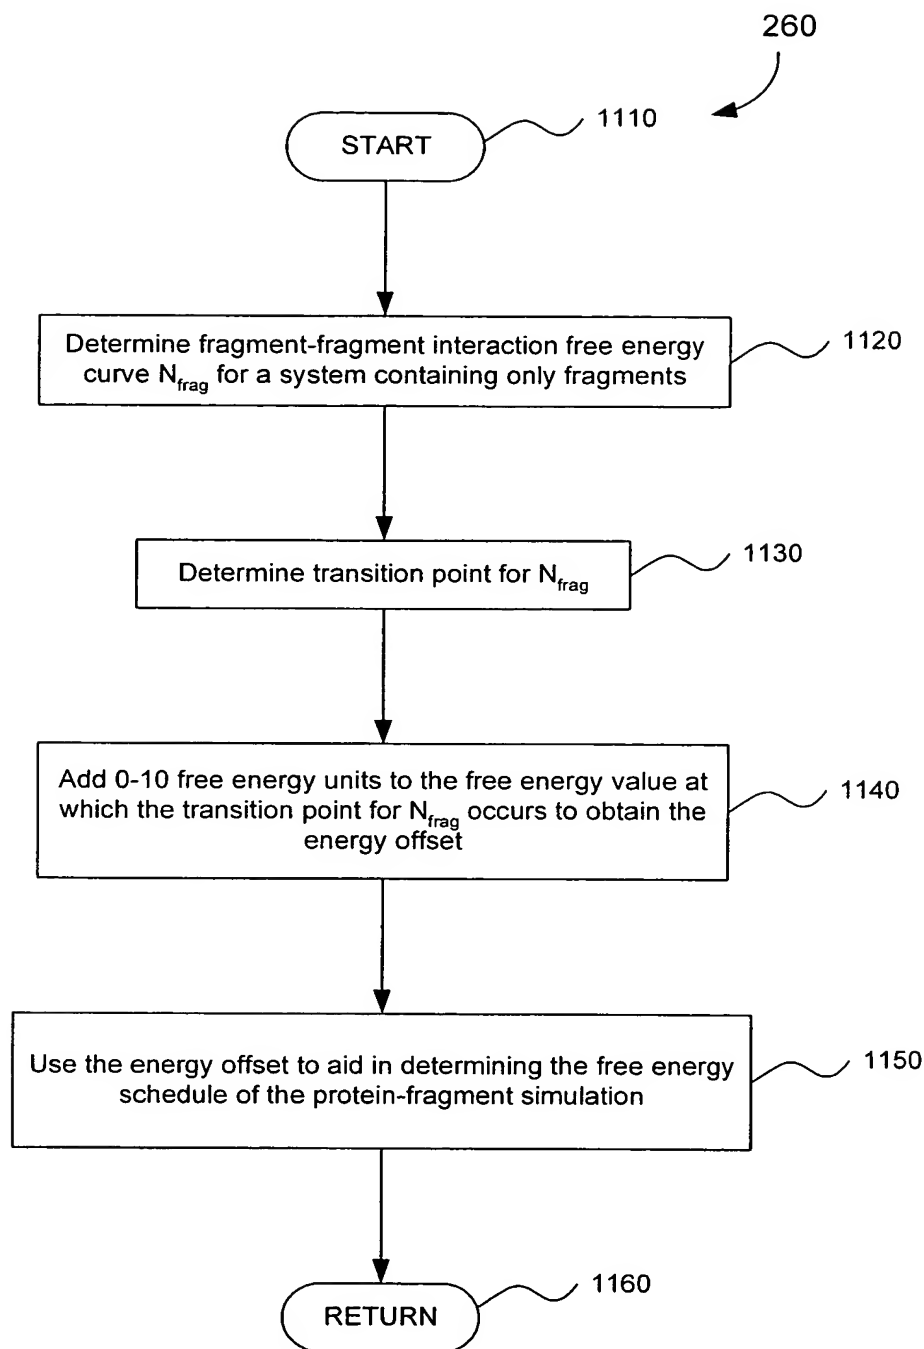 260
START
1110
Determine fragment-fragment interaction free energy
curve Nfrag for a system containing only fragments
1120
Determine transition point for Nfrag
1130
Add 0-10 free energy units to the free energy value at
which the transition point for Nfrag occurs to obtain the
energy offset
1140
Use the energy offset to aid in determining the free energy
schedule of the protein-fragment simulation
1150
RETURN
1160